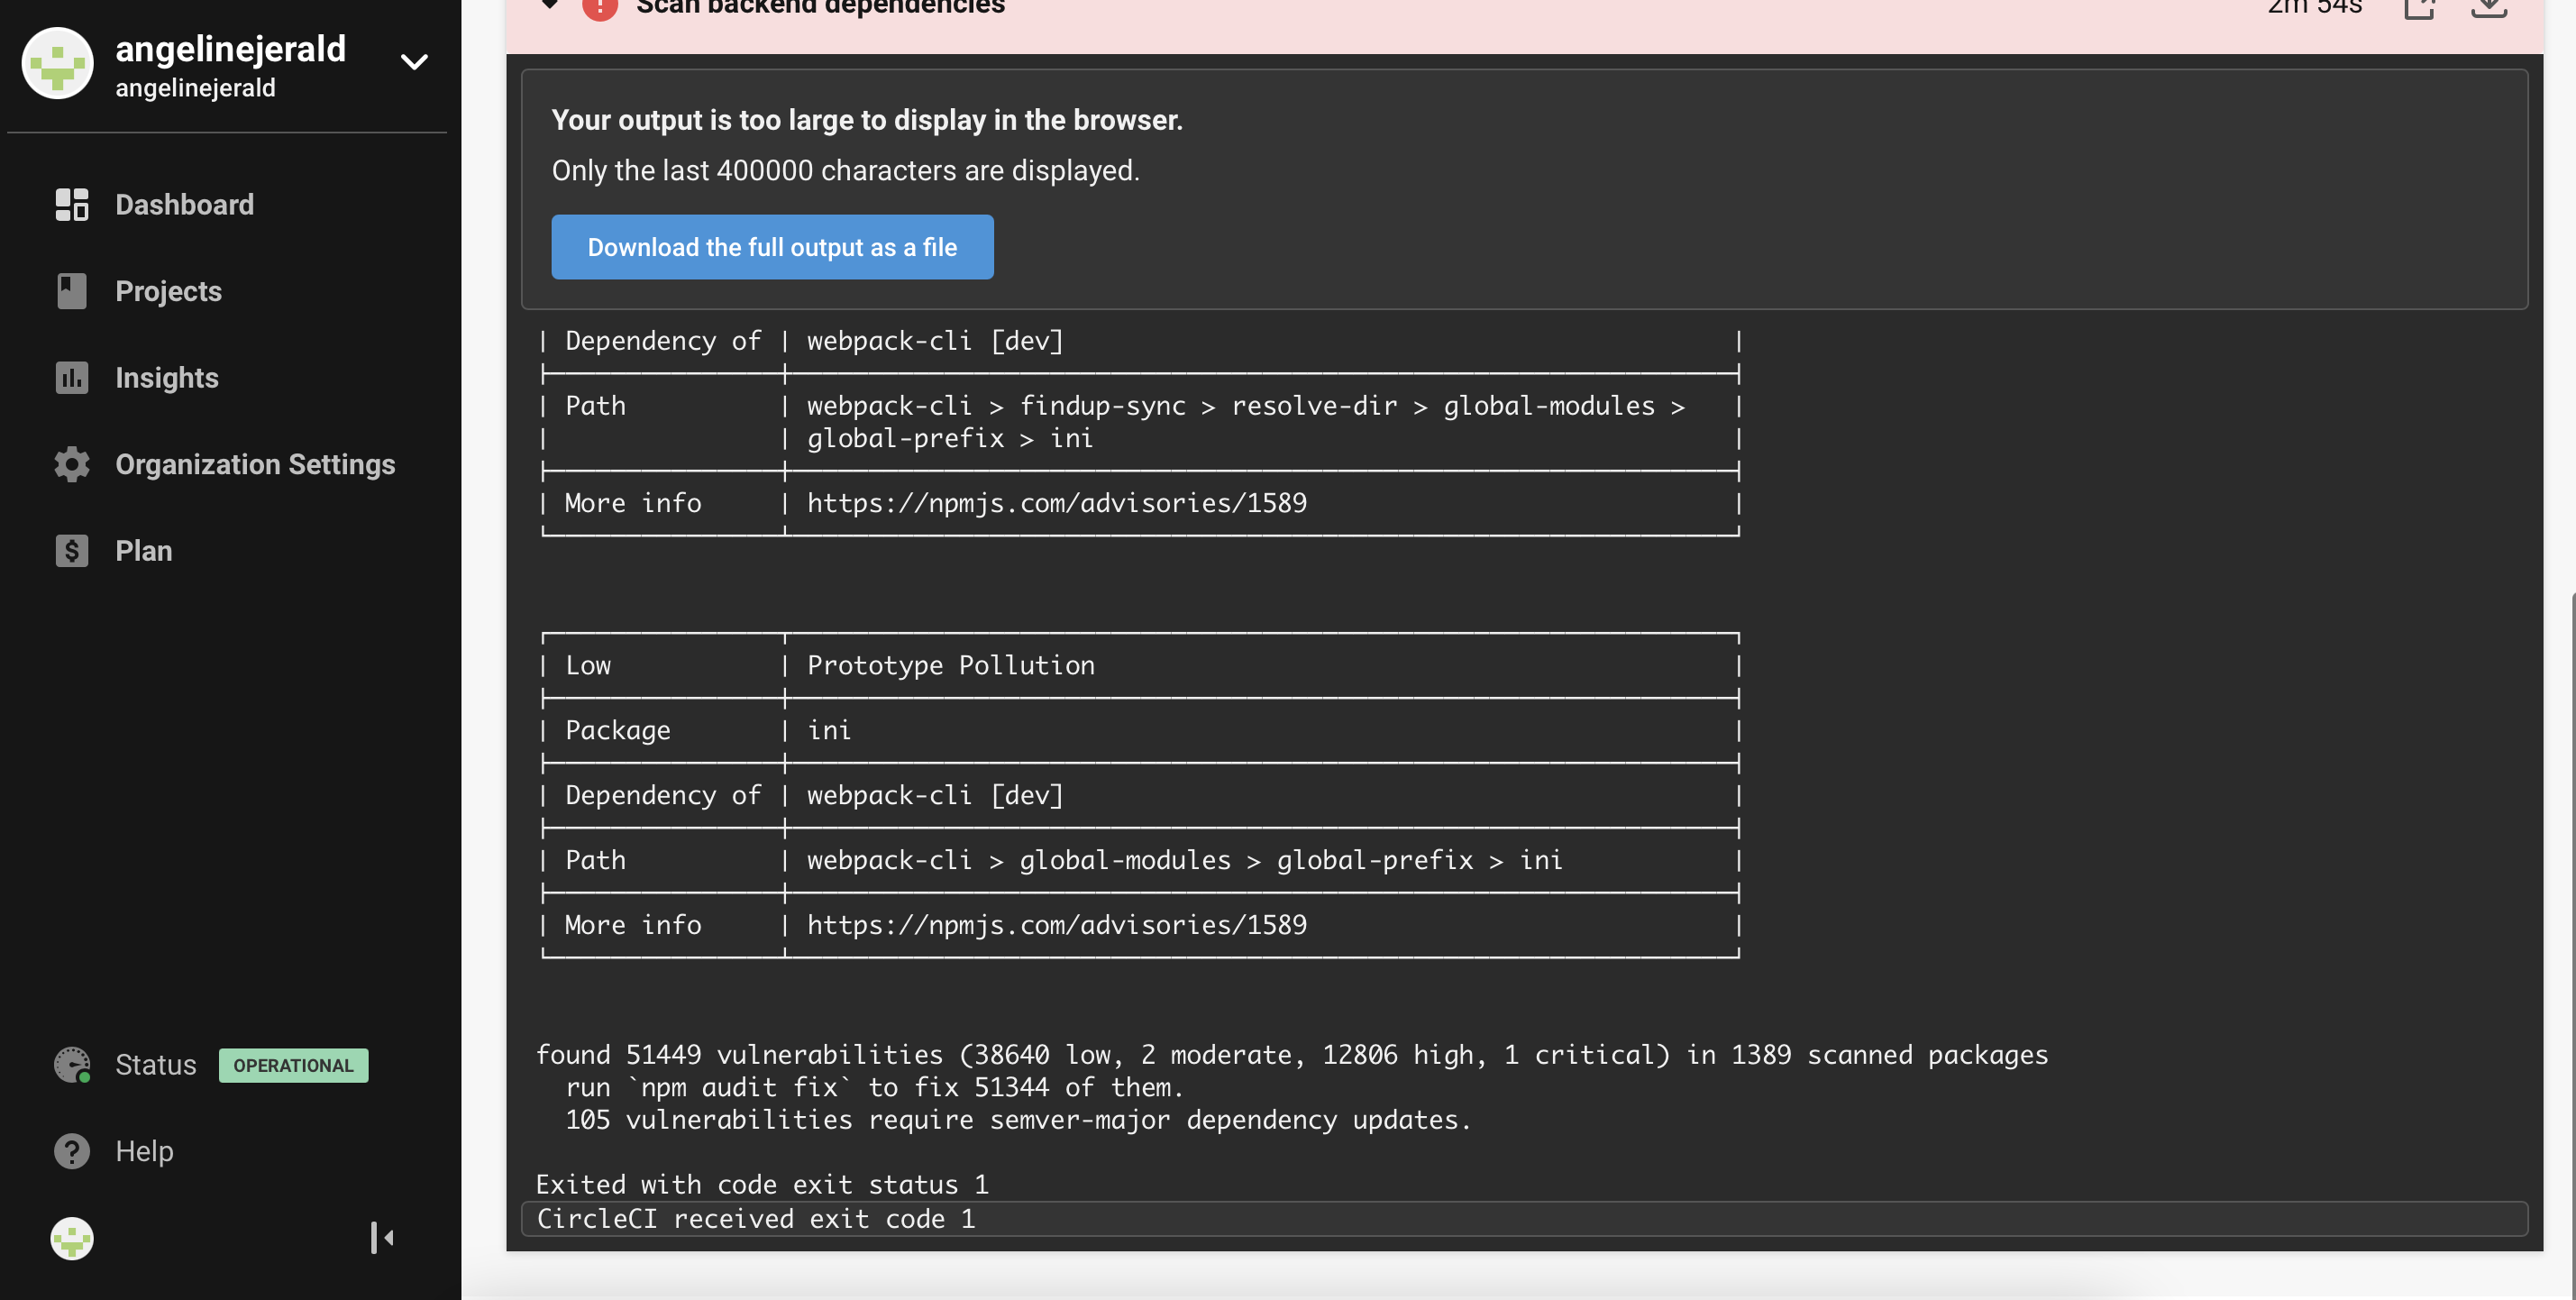 angelinejerald
angelinejerald
Dashboard
Projects
Insights
Organization Settings
Plan
Status OPERATIONAL
Help
Scan backend dependencies 2m 54s
Your output is too large to display in the browser.
Only the last 400000 characters are displayed.
Download the full output as a file
| Dependency of | webpack-cli [dev] |
| Path | webpack-cli > findup-sync > resolve-dir > global-modules > |
| | global-prefix > ini |
| More info | https://npmjs.com/advisories/1589 |
| Low | Prototype Pollution |
| Package | ini |
| Dependency of | webpack-cli [dev] |
| Path | webpack-cli > global-modules > global-prefix > ini |
| More info | https://npmjs.com/advisories/1589 |
found 51449 vulnerabilities (38640 low, 2 moderate, 12806 high, 1 critical) in 1389 scanned packages
run `npm audit fix` to fix 51344 of them.
105 vulnerabilities require semver-major dependency updates.
Exited with code exit status 1
CircleCI received exit code 1